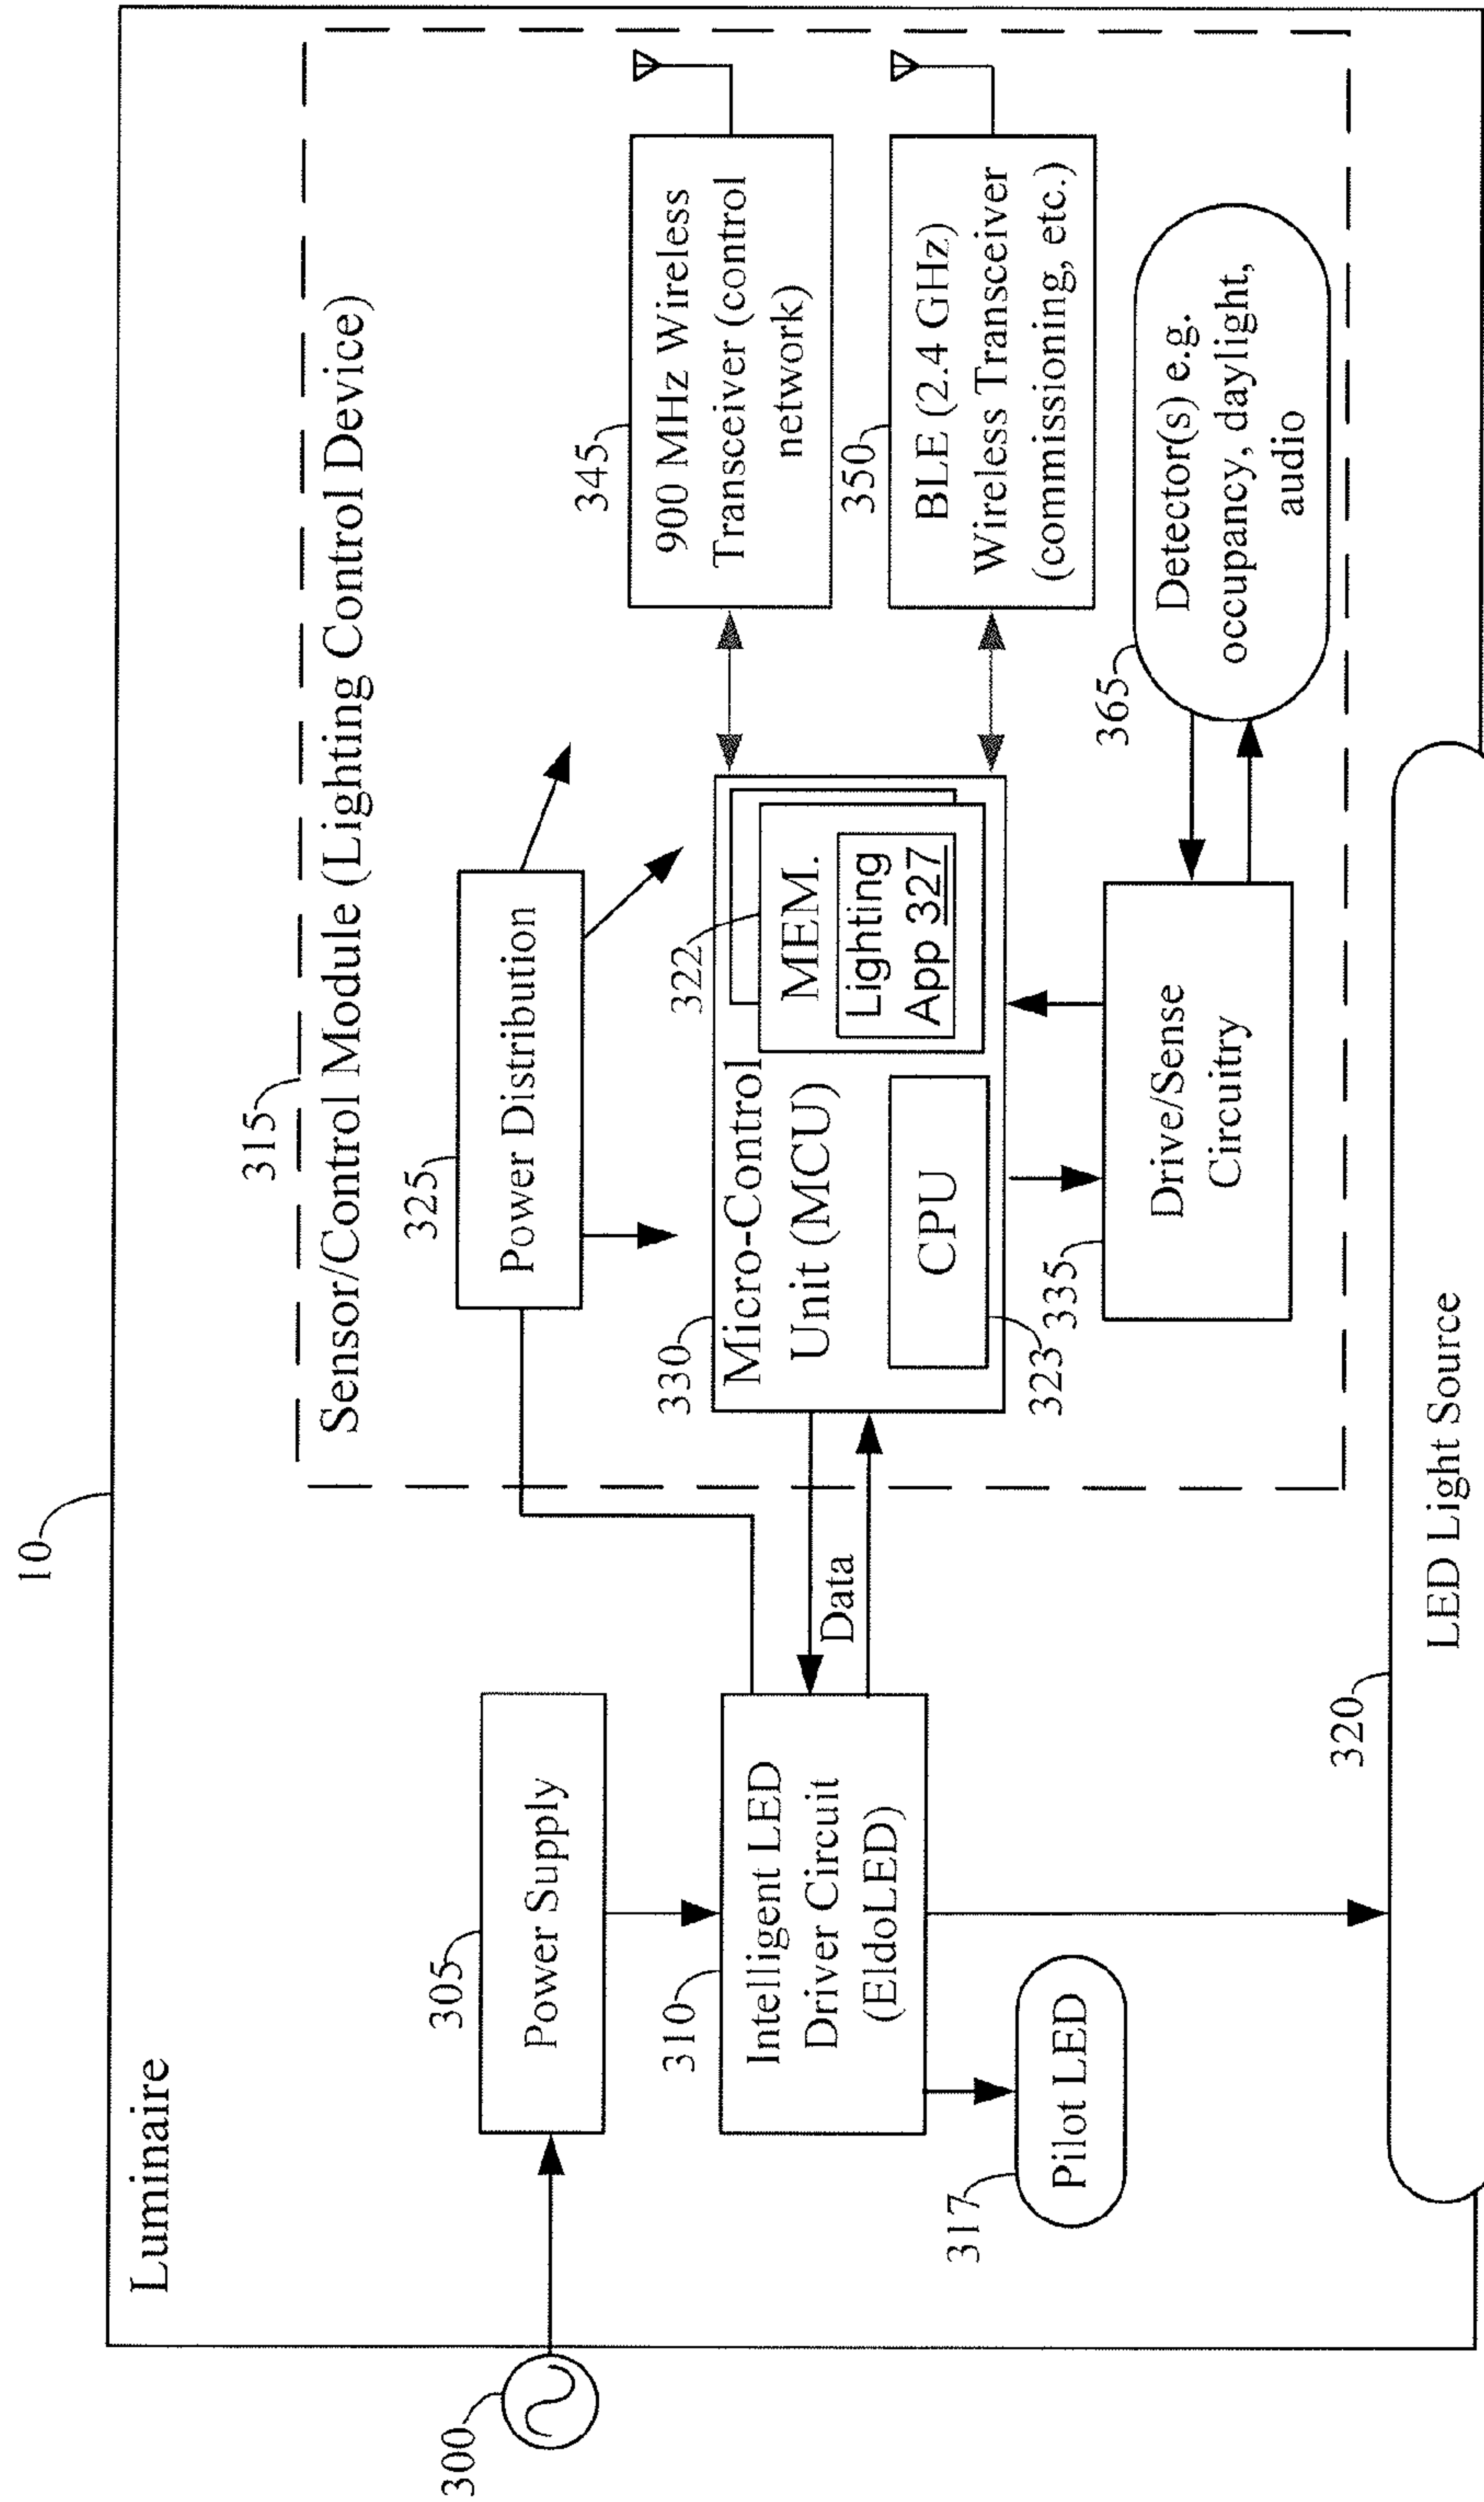 10
Luminaire
315
Sensor/Control Module (Lighting Control Device)
300
305
Power Supply
325
Power Distribution
310
Intelligent LED
Driver Circuit
(EldoLED)
Data
330
Micro-Control
Unit (MCU)
322
MEM.
Lighting
App 327
CPU
323
345
900 MHz Wireless
Transceiver (control
network)
350
BLE (2.4 GHz)
Wireless Transceiver
(commissioning, etc.)
317
Pilot LED
335
Drive/Sense
Circuitry
365
Detector(s) e.g.
occupancy, daylight,
audio
320
LED Light Source